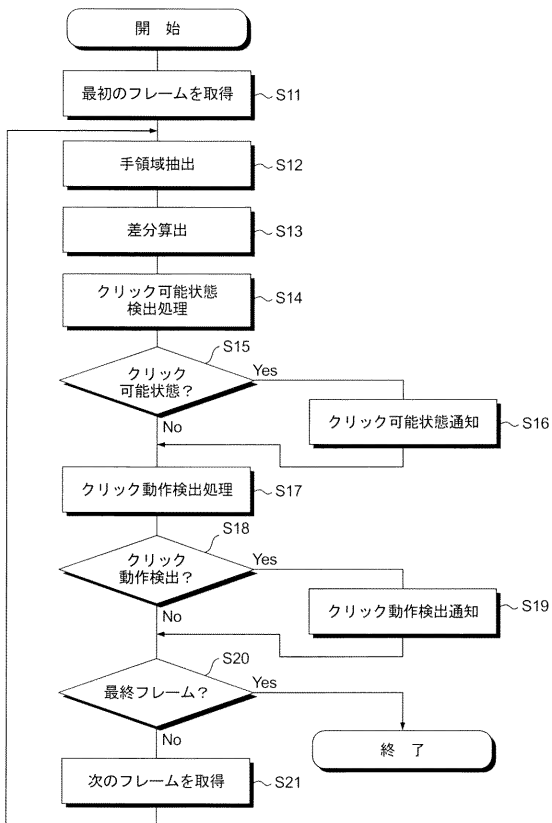 開 始
最初のフレームを取得 S11
手領域抽出 S12
差分算出 S13
クリック可能状態
検出処理 S14
S15
クリック
可能状態？ Yes
No
クリック可能状態通知 S16
クリック動作検出処理 S17
S18
クリック
動作検出？ Yes
No
クリック動作検出通知 S19
S20
最終フレーム？ Yes
No
終 了
次のフレームを取得 S21